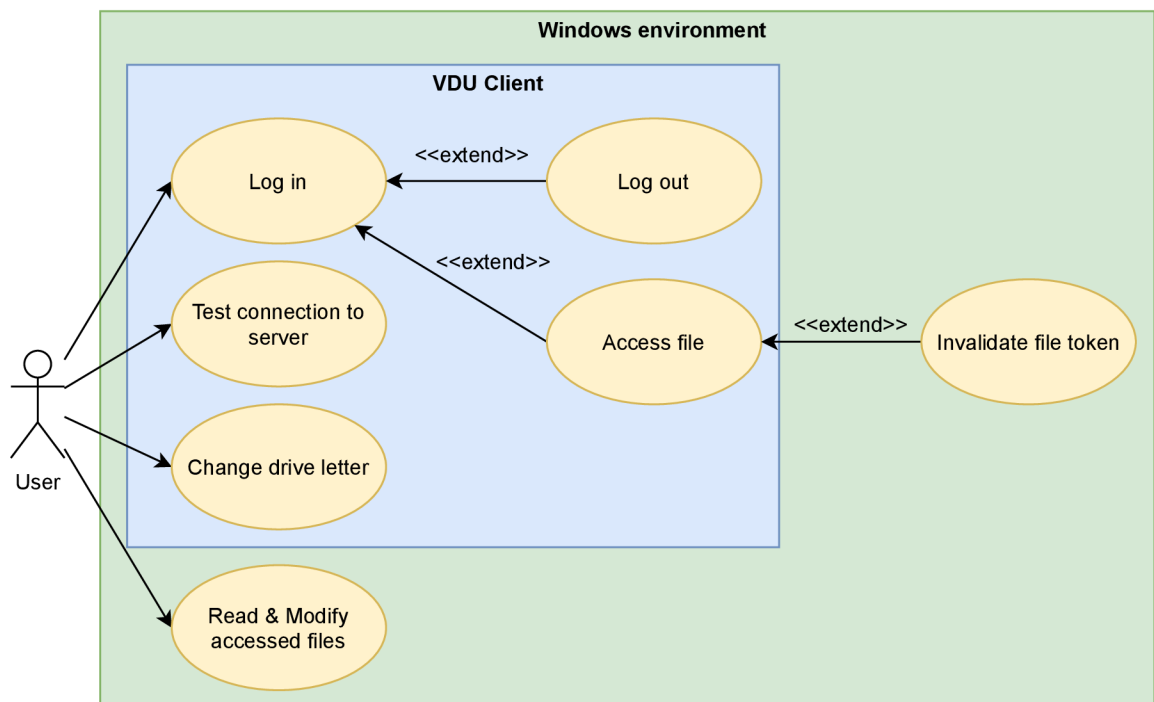 Windows environment
VDU Client
Log in
<<extend>>
Log out
<<extend>>
Test connection to
server
Access file
<<extend>>
Invalidate file token
Change drive letter
User
Read & Modify
accessed files